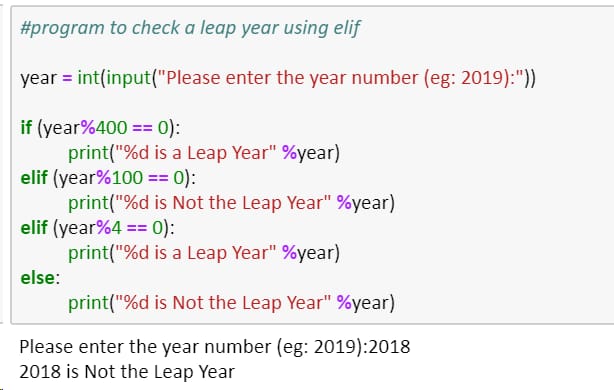 #program to check a leap year using elif
year = int(input("Please enter the year number (eg: 2019):"))
if (year%400 == 0):
print("%d is a Leap Year" %year)
elif (year%100 == 0):
print("%d is Not the Leap Year" %year)
elif (year%4 == 0):
print("%d is a Leap Year" %year)
else:
print("%d is Not the Leap Year" %year)
Please enter the year number (eg: 2019):2018
2018 is Not the Leap Year